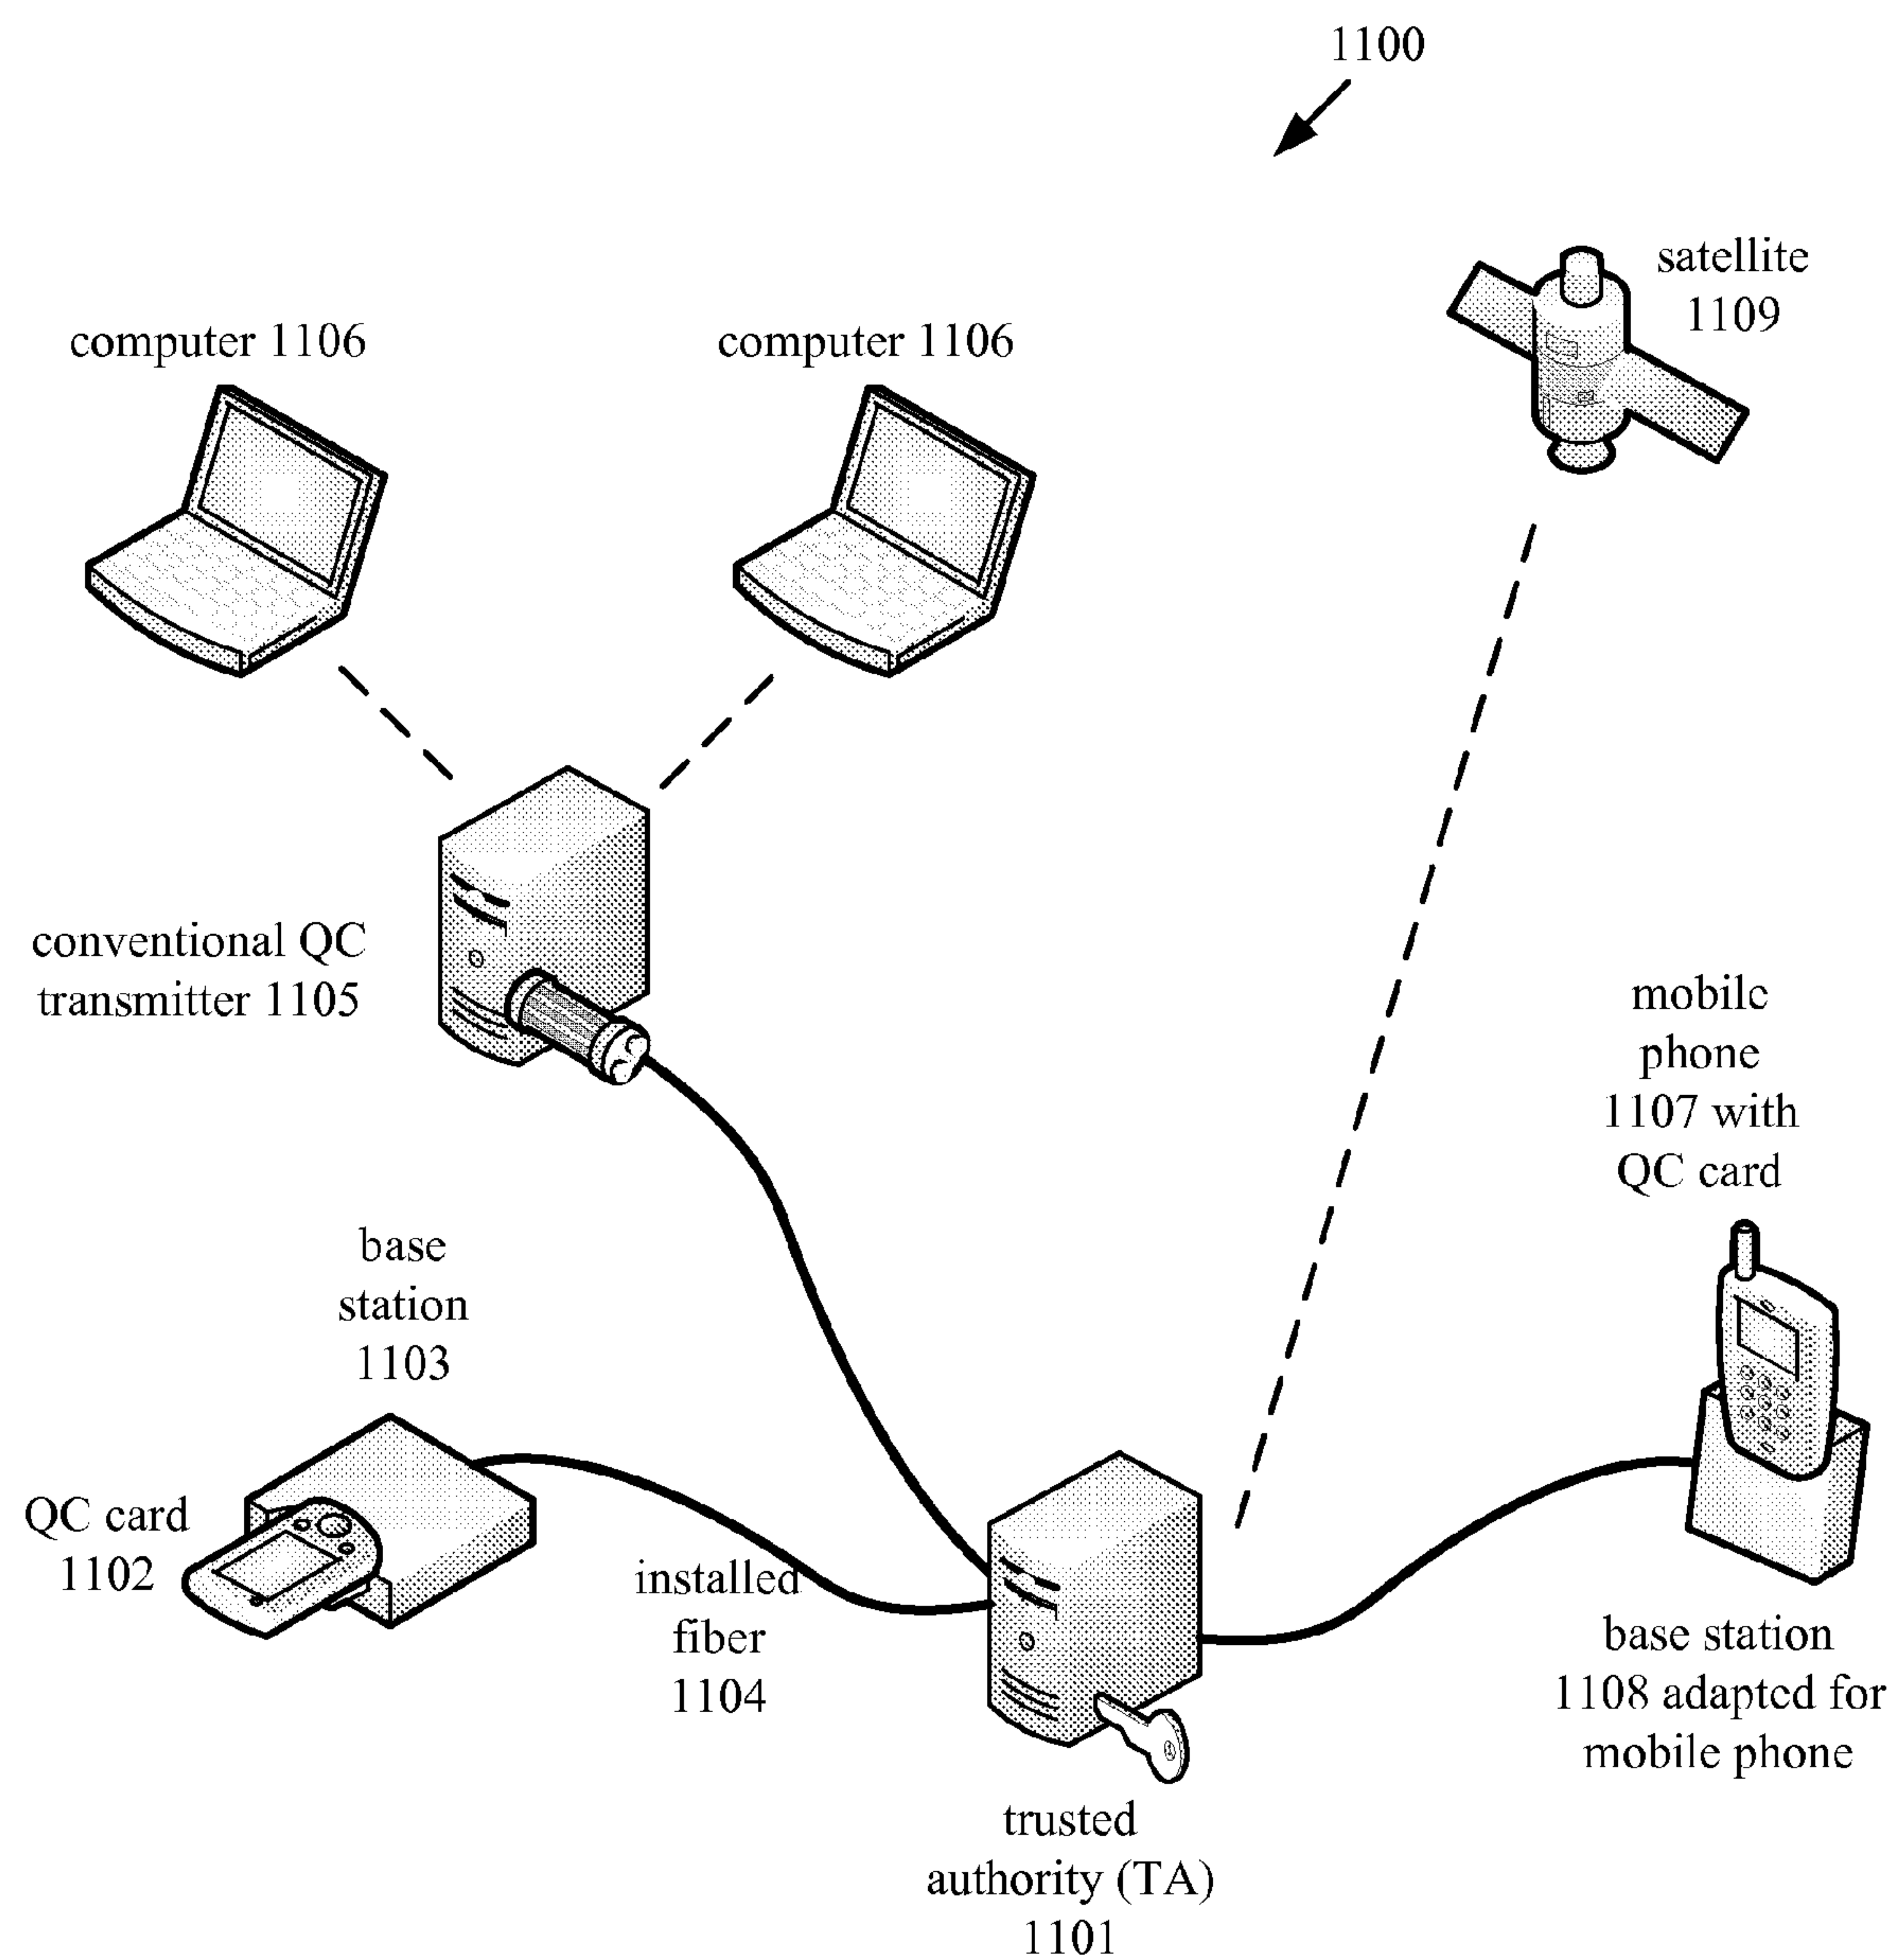 1100
satellite
1109
computer 1106
computer 1106
conventional QC
transmitter 1105
mobile
phone
1107 with
QC card
base
station
1103
QC card
1102
installed
fiber
1104
base station
1108 adapted for
mobile phone
trusted
authority (TA)
1101